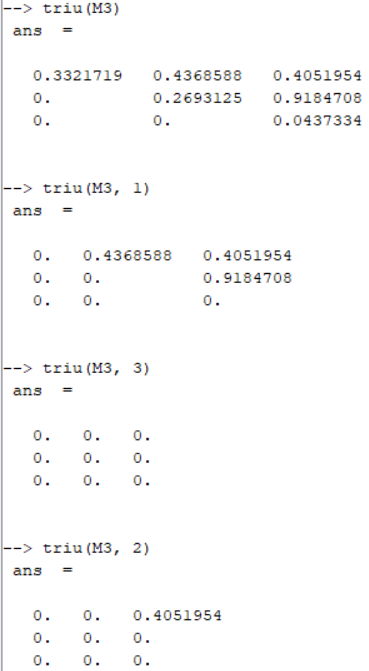 --> triu(M3)
ans  =
0.3321719   0.4368588   0.4051954
0.          0.2693125   0.9184708
0.          0.          0.0437334
--> triu(M3, 1)
ans  =
0.   0.4368588   0.4051954
0.   0.          0.9184708
0.   0.          0.
--> triu(M3, 3)
ans  =
0.   0.   0.
0.   0.   0.
0.   0.   0.
--> triu(M3, 2)
ans  =
0.   0.   0.4051954
0.   0.   0.
0.   0.   0.